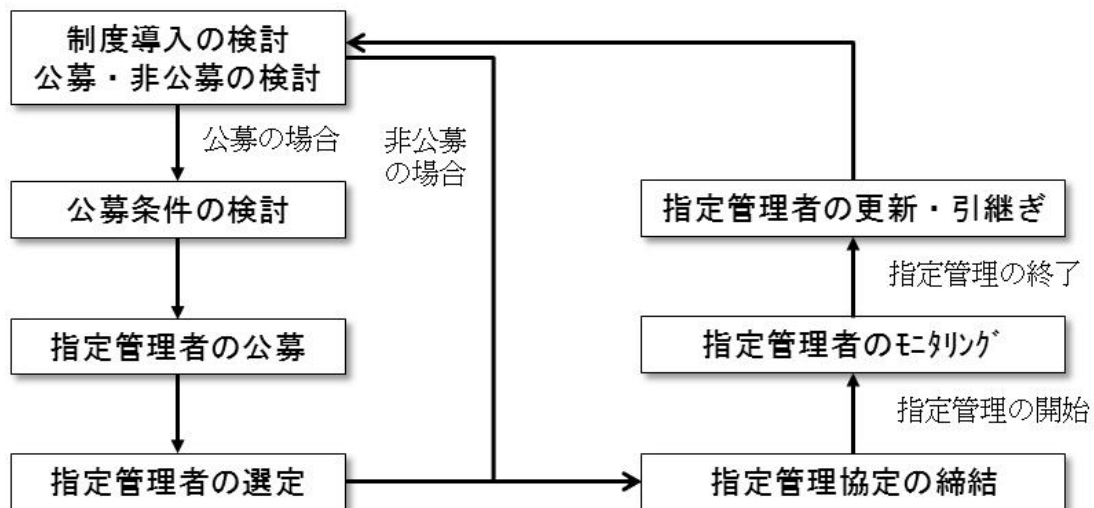 制度導入の検討
公募・非公募の検討
公募の場合
非公募
の場合
公募条件の検討
指定管理者の公募
指定管理者の選定
指定管理者の更新・引継ぎ
指定管理の終了
指定管理者のﾓﾆﾀﾘﾝｸﾞ
指定管理の開始
指定管理協定の締結